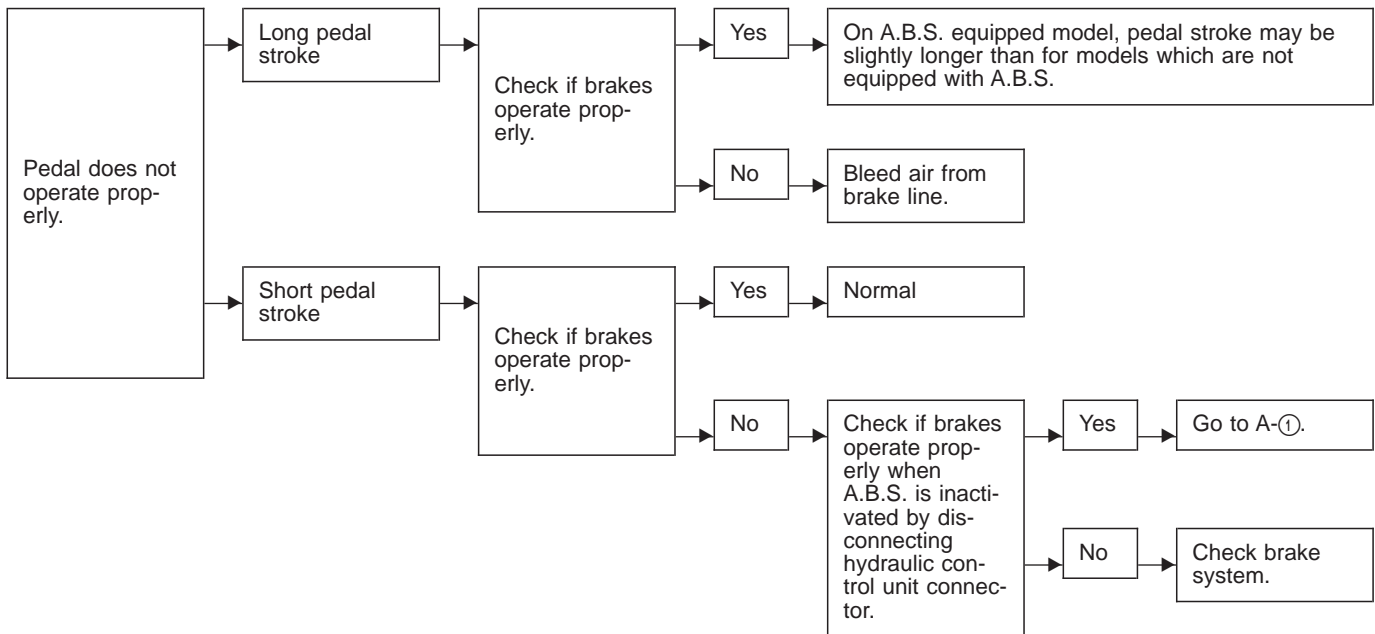 Pedal does not
operate prop-
erly.
Long pedal
stroke
Check if brakes
operate prop-
erly.
Yes
On A.B.S. equipped model, pedal stroke may be
slightly longer than for models which are not
equipped with A.B.S.
No
Bleed air from
brake line.
Short pedal
stroke
Check if brakes
operate prop-
erly.
Yes
Normal
No
Check if brakes
operate prop-
erly when
A.B.S. is inacti-
vated by dis-
connecting
hydraulic con-
trol unit connec-
tor.
Yes
Go to A-①.
No
Check brake
system.